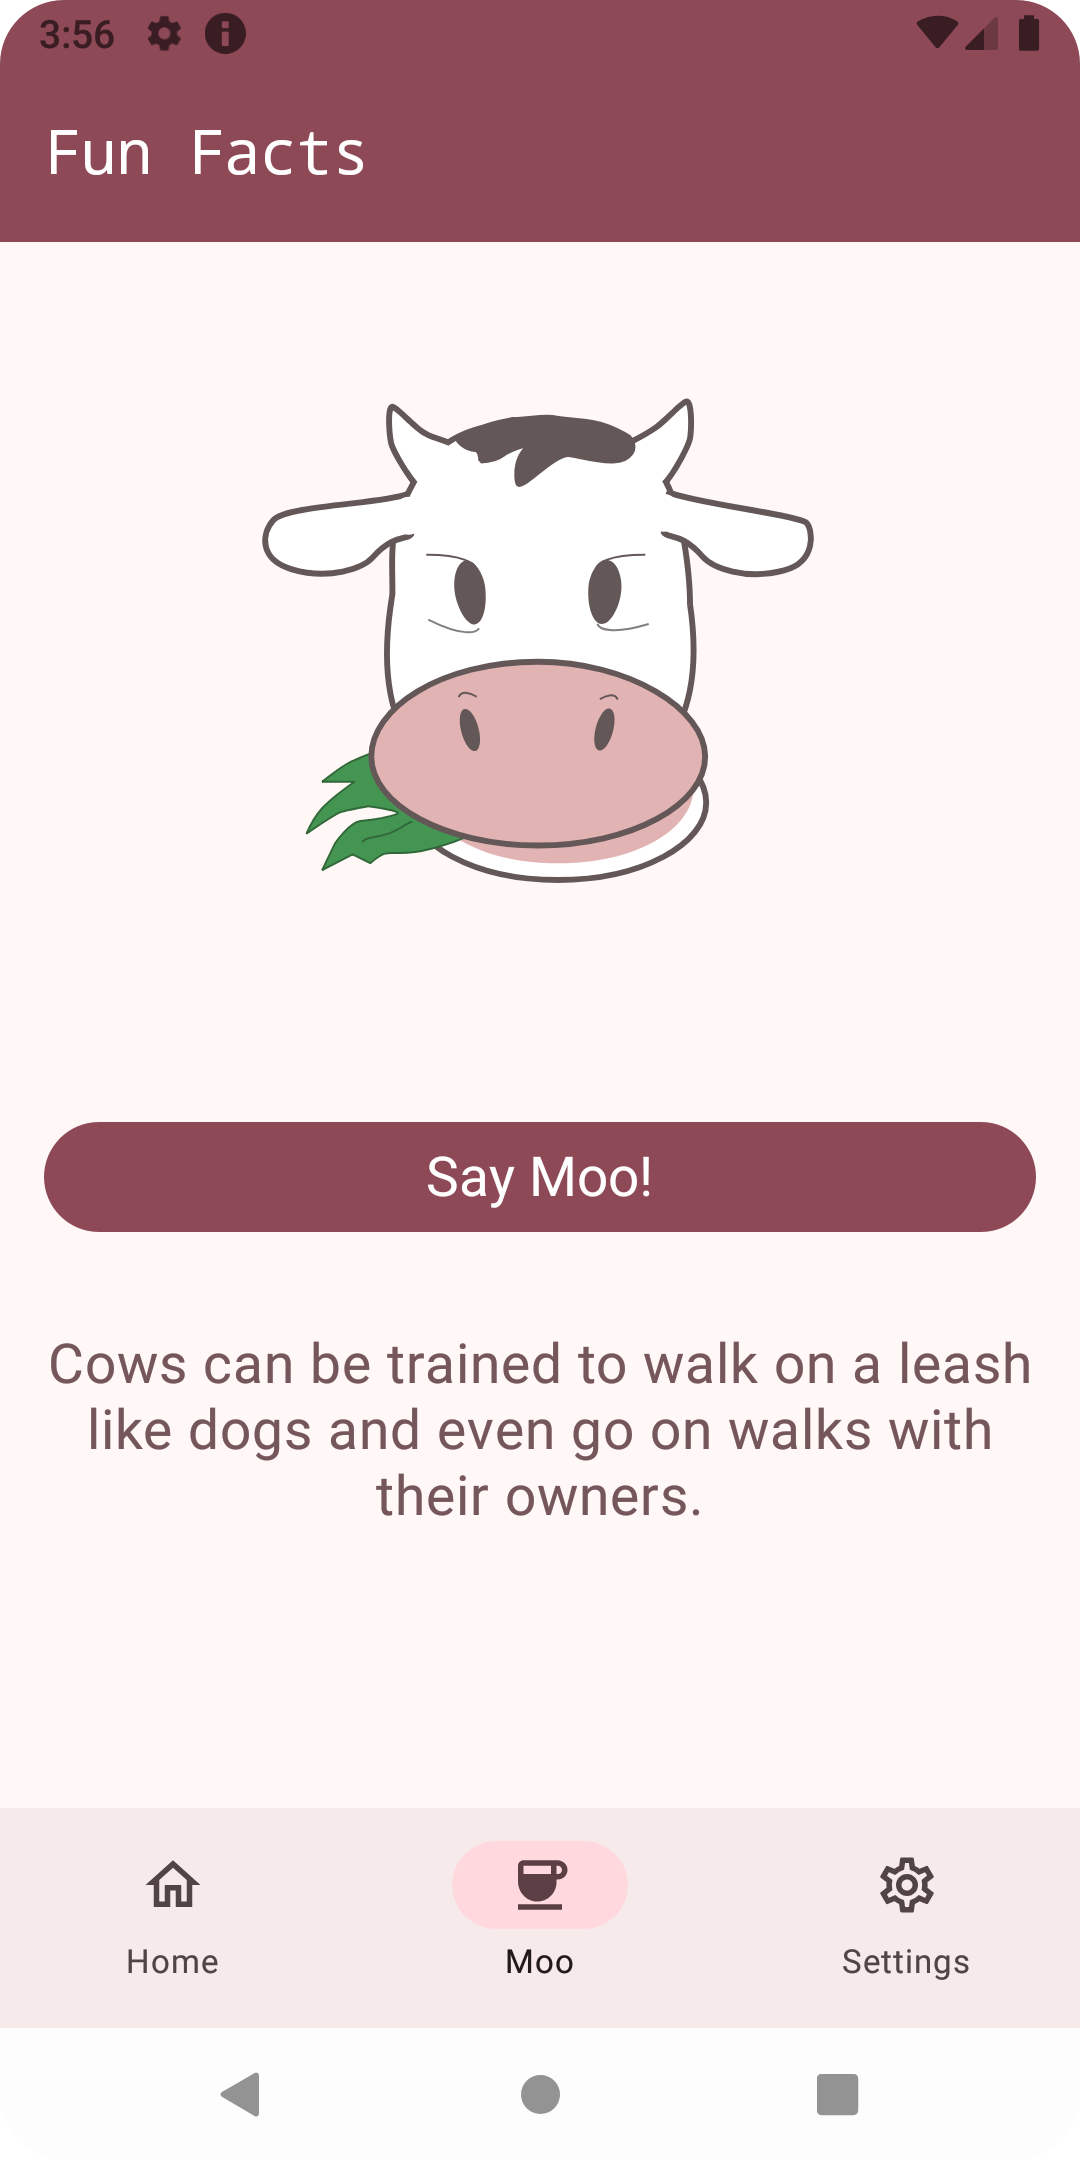 3:56
Fun Facts
Say Moo!
Cows can be trained to walk on a leash
like dogs and even go on walks with
their owners.
Home
Moo
Settings